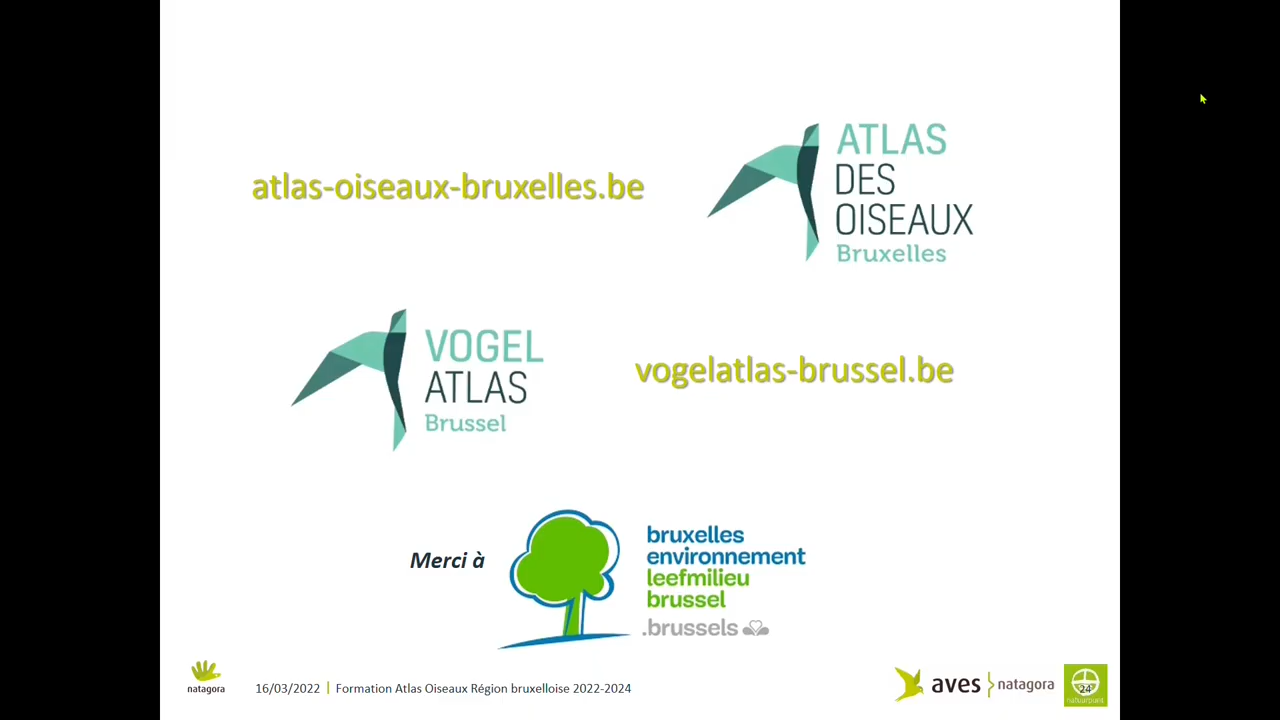 atlas-oiseaux-bruxelles.be
ATLAS
DES
OISEAUX
Bruxelles
VOGEL
ATLAS
Brussel
vogelatlas-brussel.be
Merci à
bruxelles
environnement
leefmilieu
brussel
.brussels
natagora
16/03/2022 | Formation Atlas Oiseaux Région bruxelloise 2022-2024
aves natagora
24
natuurpunt